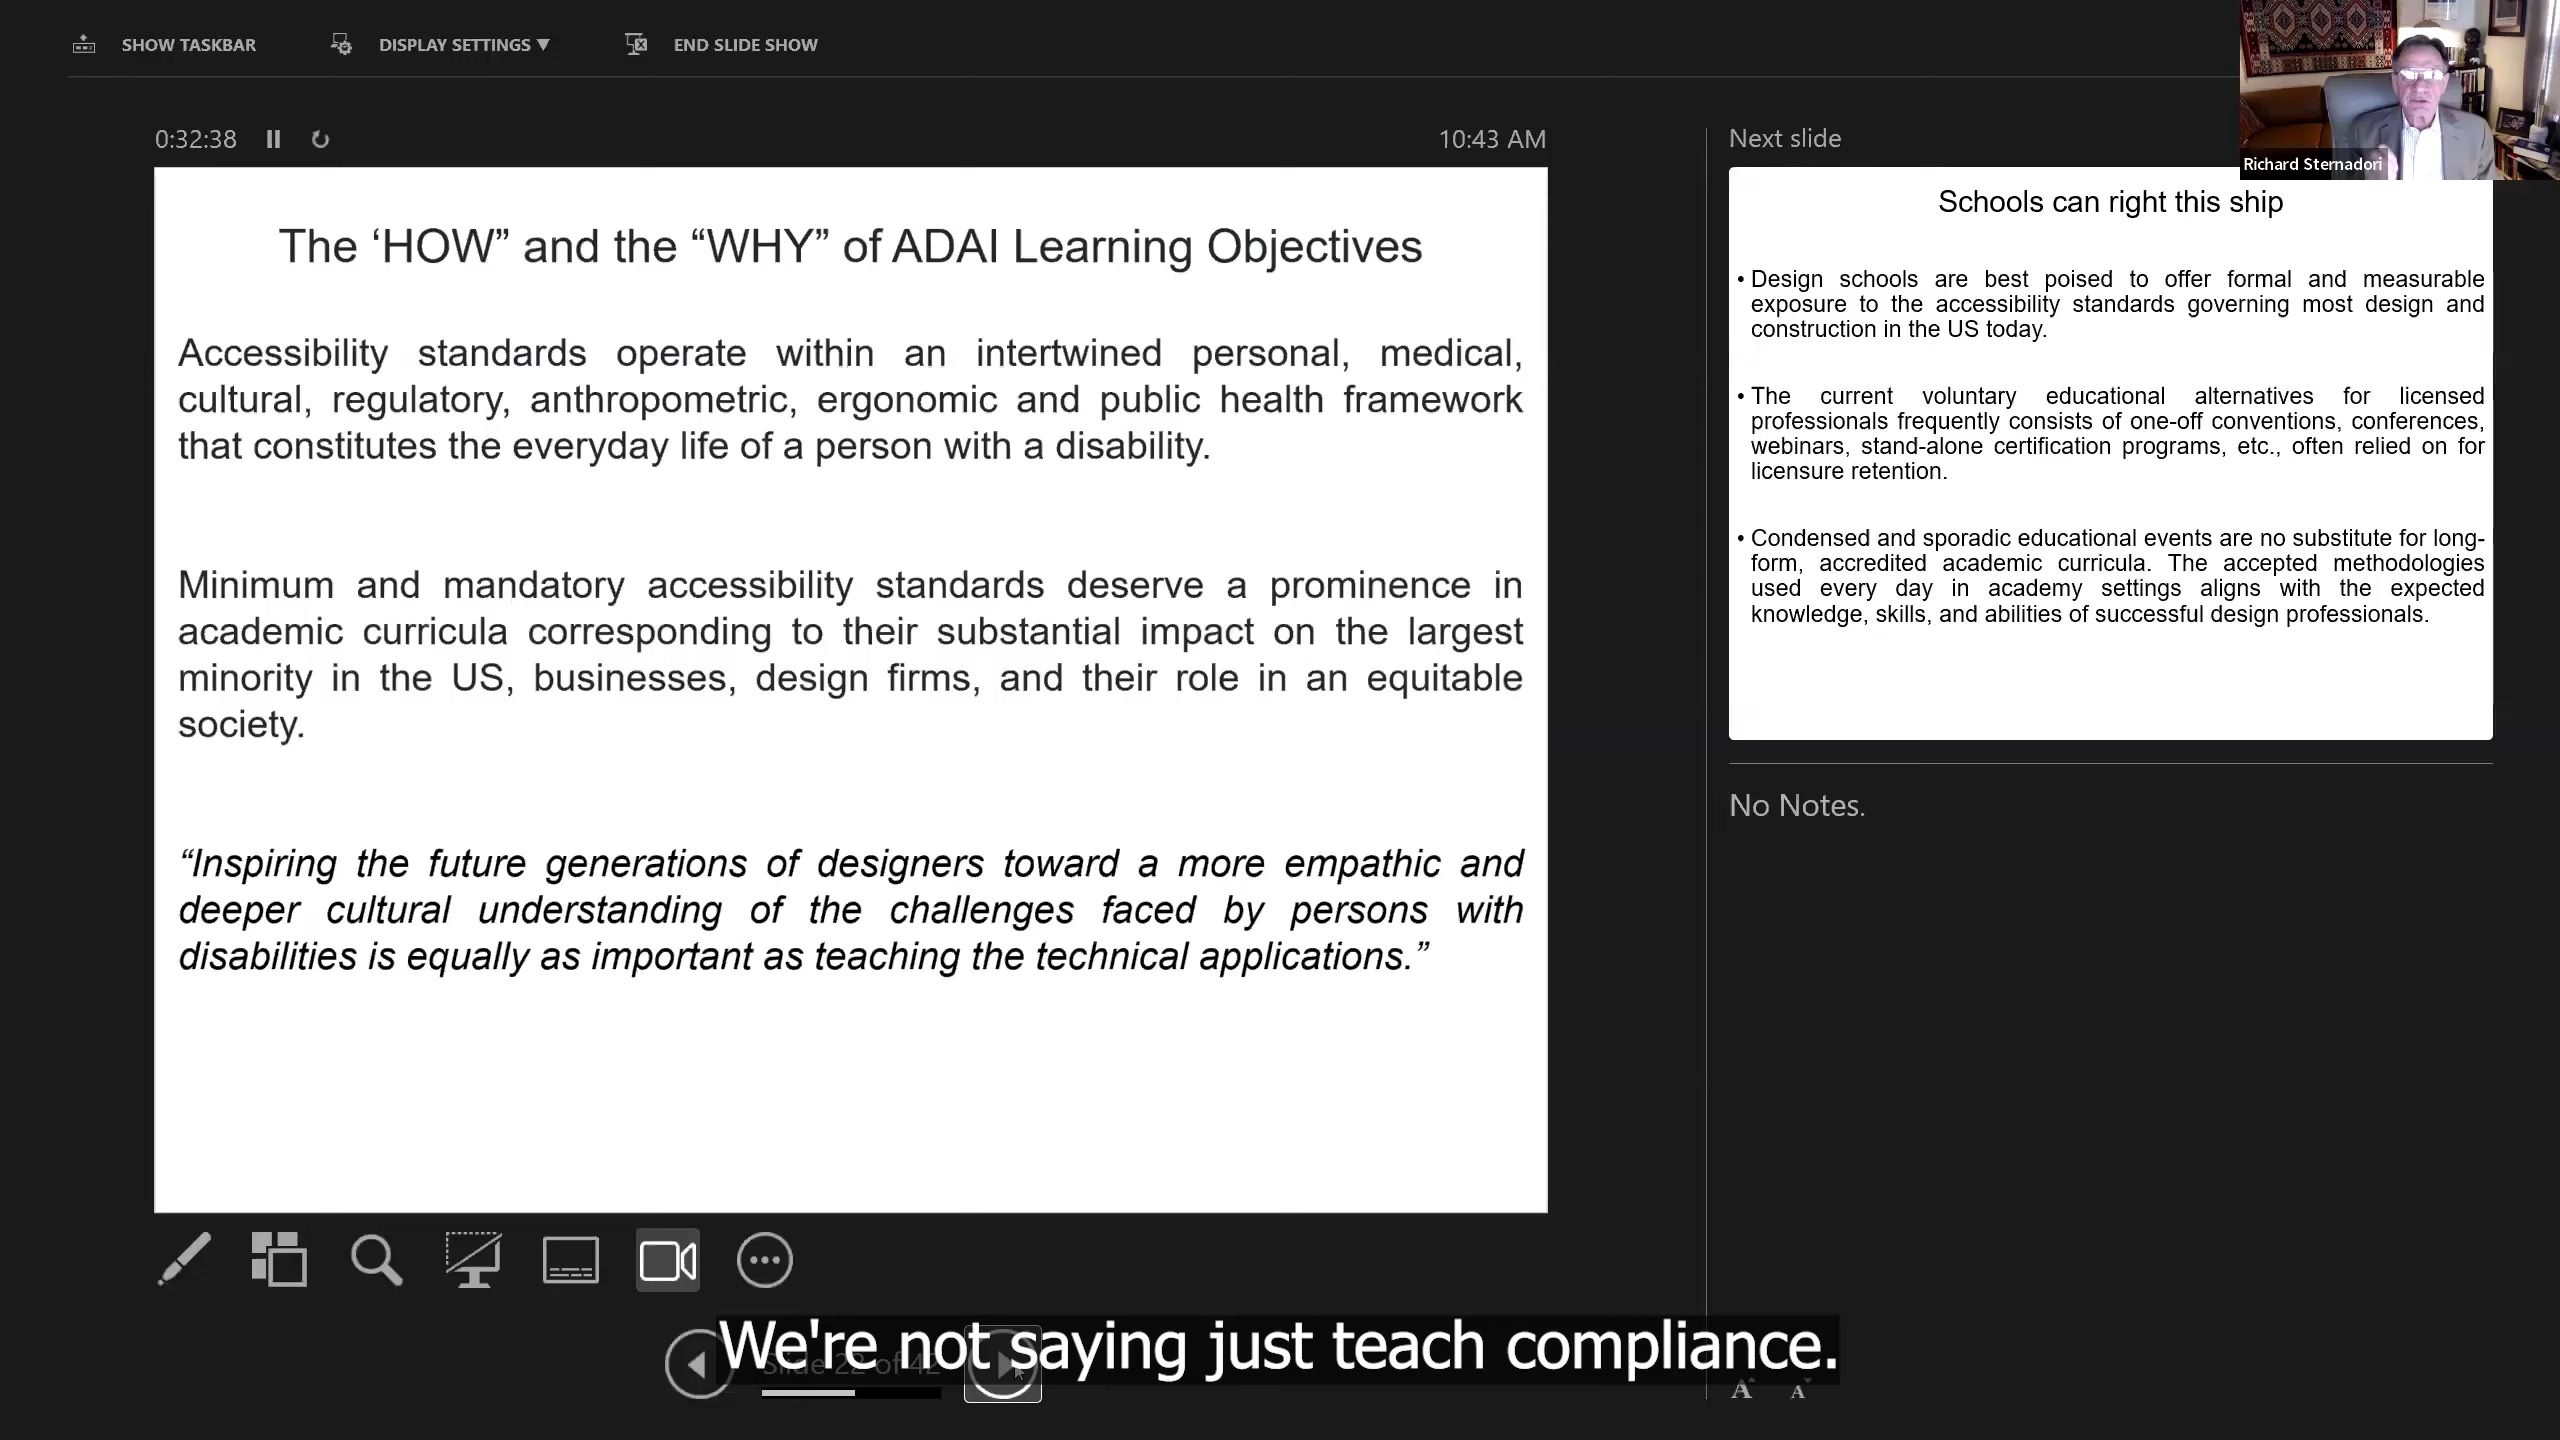 SHOW TASKBAR
DISPLAY SETTINGS ▼
END SLIDE SHOW
0:32:38
10:43 AM
The ‘HOW” and the “WHY” of ADAI Learning Objectives
Accessibility standards operate within an intertwined personal, medical,
cultural, regulatory, anthropometric, ergonomic and public health framework
that constitutes the everyday life of a person with a disability.
Minimum and mandatory accessibility standards deserve a prominence in
academic curricula corresponding to their substantial impact on the largest
minority in the US, businesses, design firms, and their role in an equitable
society.
“Inspiring the future generations of designers toward a more empathic and
deeper cultural understanding of the challenges faced by persons with
disabilities is equally as important as teaching the technical applications.”
Next slide
Richard Sternadori
Schools can right this ship
• Design schools are best poised to offer formal and measurable
exposure to the accessibility standards governing most design and
construction in the US today.
• The current voluntary educational alternatives for licensed
professionals frequently consists of one-off conventions, conferences,
webinars, stand-alone certification programs, etc., often relied on for
licensure retention.
• Condensed and sporadic educational events are no substitute for long-
form, accredited academic curricula. The accepted methodologies
used every day in academy settings aligns with the expected
knowledge, skills, and abilities of successful design professionals.
No Notes.
We're not saying just teach compliance.
Slide of 42
A A